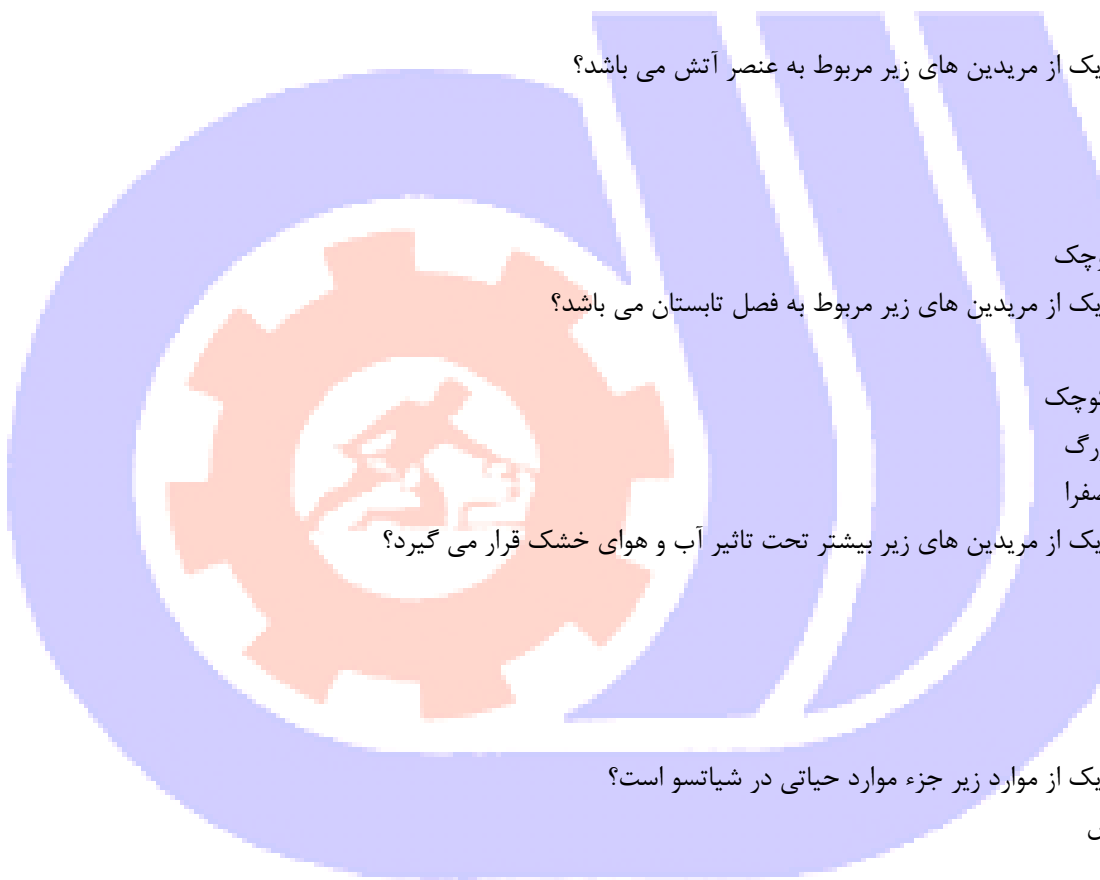 یک از مریدین های زیر مربوط به عنصر آتش می باشد؟
وچک
یک از مریدین های زیر مربوط به فصل تابستان می باشد؟
کوچک
رگ
صفرا
یک از مریدین های زیر بیشتر تحت تاثیر آب و هوای خشک قرار می گیرد؟
یک از موارد زیر جزء موارد حیاتی در شیاتسو است؟